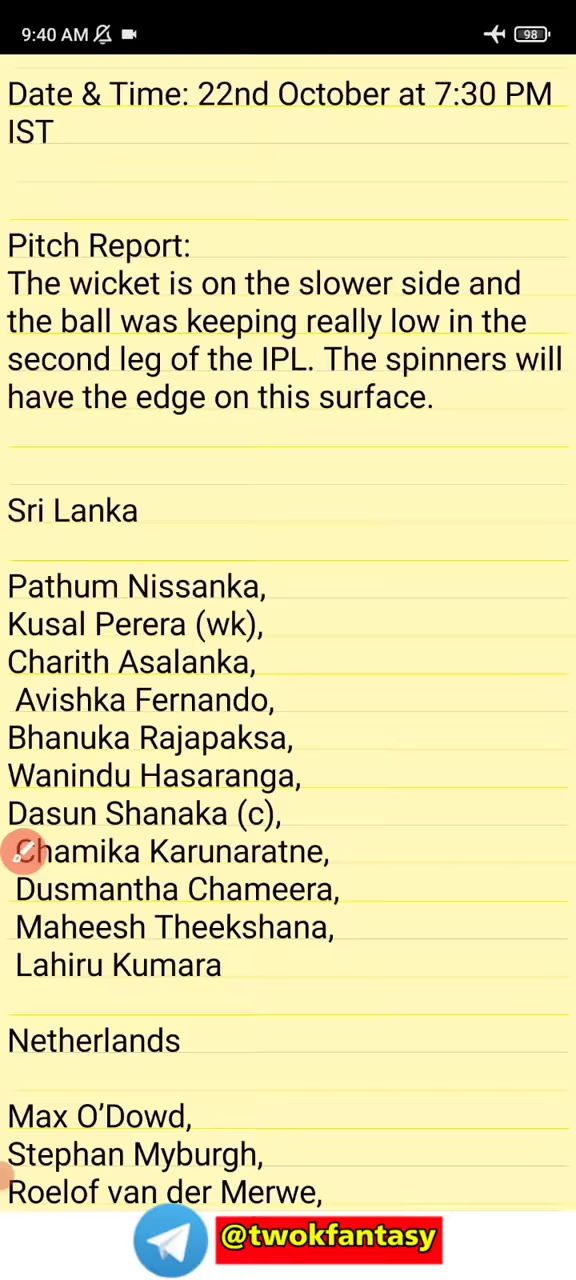 9:40 AM
98
Date & Time: 22nd October at 7:30 PM
IST
Pitch Report:
The wicket is on the slower side and
the ball was keeping really low in the
second leg of the IPL. The spinners will
have the edge on this surface.
Sri Lanka
Pathum Nissanka,
Kusal Perera (wk),
Charith Asalanka,
Avishka Fernando,
Bhanuka Rajapaksa,
Wanindu Hasaranga,
Dasun Shanaka (c),
Chamika Karunaratne,
Dusmantha Chameera,
Maheesh Theekshana,
Lahiru Kumara
Netherlands
Max O’Dowd,
Stephan Myburgh,
Roelof van der Merwe,
@twokfantasy